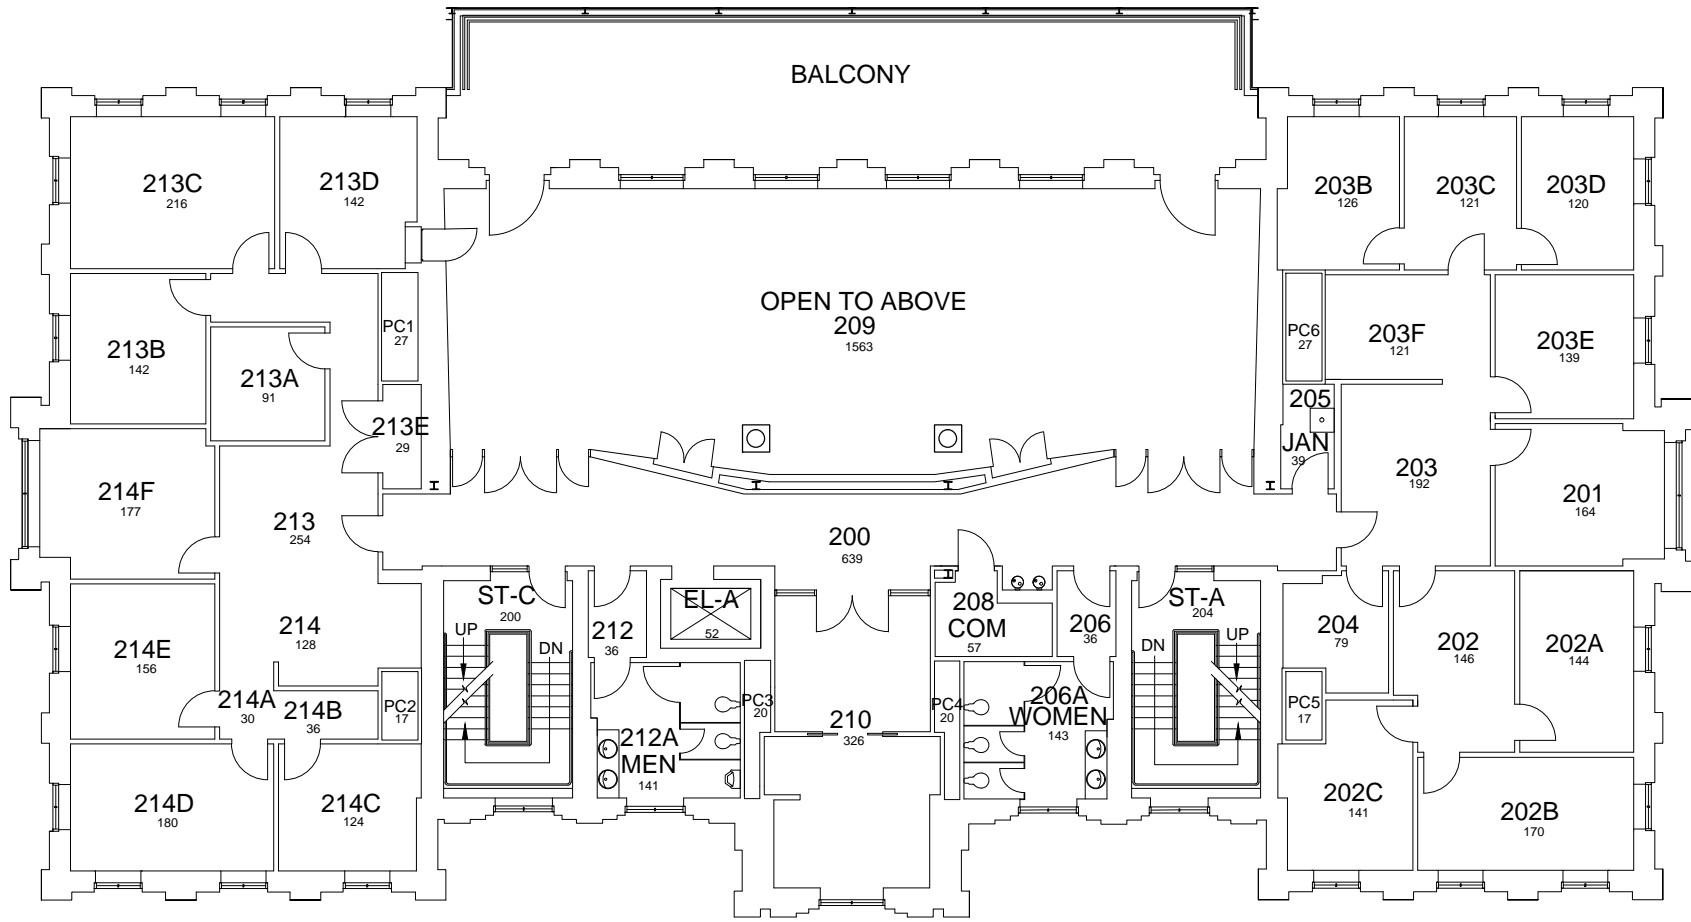 BALCONY
213C
216
213D
142
203B
126
203C
121
203D
120
OPEN TO ABOVE
209
1563
PC1
27
213B
142
213A
91
213E
29
PC6
27
203F
121
203E
139
205
JAN
39
203
192
201
164
214F
177
213
254
200
639
ST-C
200
UP
DN
212
36
EL-A
52
208
COM
57
206
36
ST-A
204
DN
UP
204
79
202
146
202A
144
214E
156
214
128
214A
30
214B
36
PC2
17
PC3
20
212A
MEN
141
210
326
PC4
20
206A
WOMEN
143
PC5
17
214D
180
214C
124
202C
141
202B
170